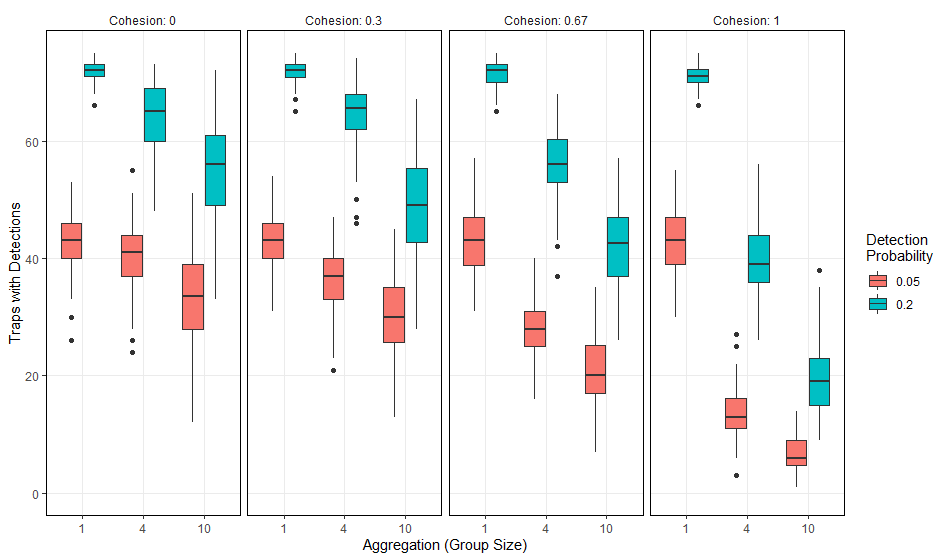 Cohesion: 0
Cohesion: 0.3
Cohesion: 0.67
Cohesion: 1
Traps with Detections
60
40
20
0
1 4 10
1 4 10
1 4 10
1 4 10
Aggregation (Group Size)
Detection
Probability
0.05
0.2